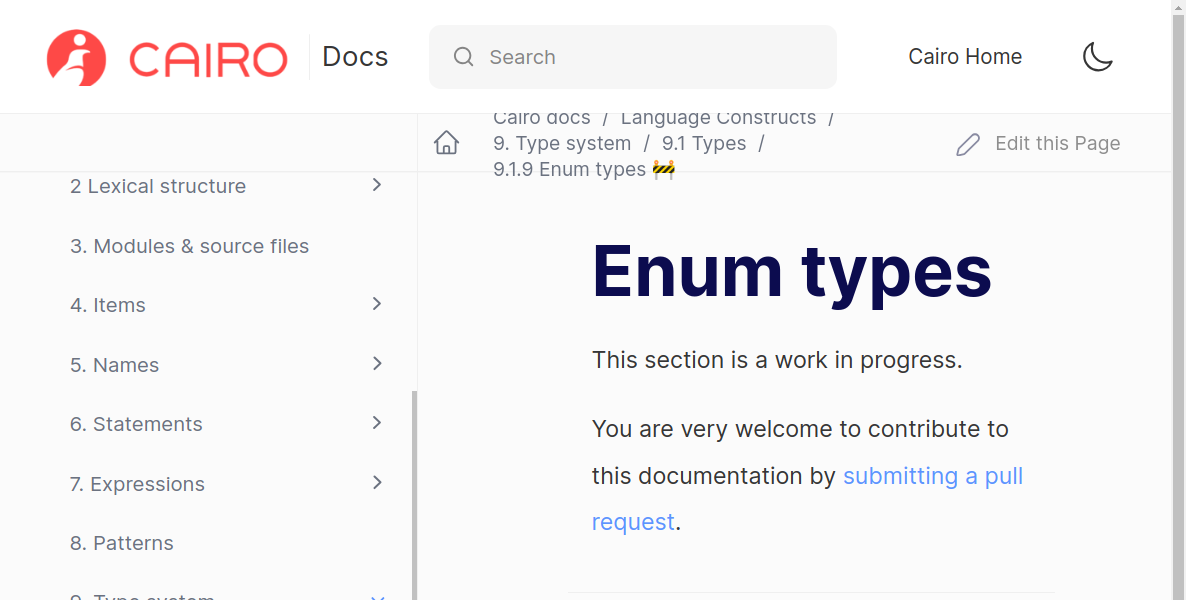 CAIRO Docs
Search
Cairo Home
Cairo docs / Language Constructs /
9. Type system / 9.1 Types /
9.1.9 Enum types 🚧
Edit this Page
2 Lexical structure
3. Modules & source files
4. Items
5. Names
6. Statements
7. Expressions
8. Patterns
9. Type system
Enum types
This section is a work in progress.
You are very welcome to contribute to
this documentation by submitting a pull
request.